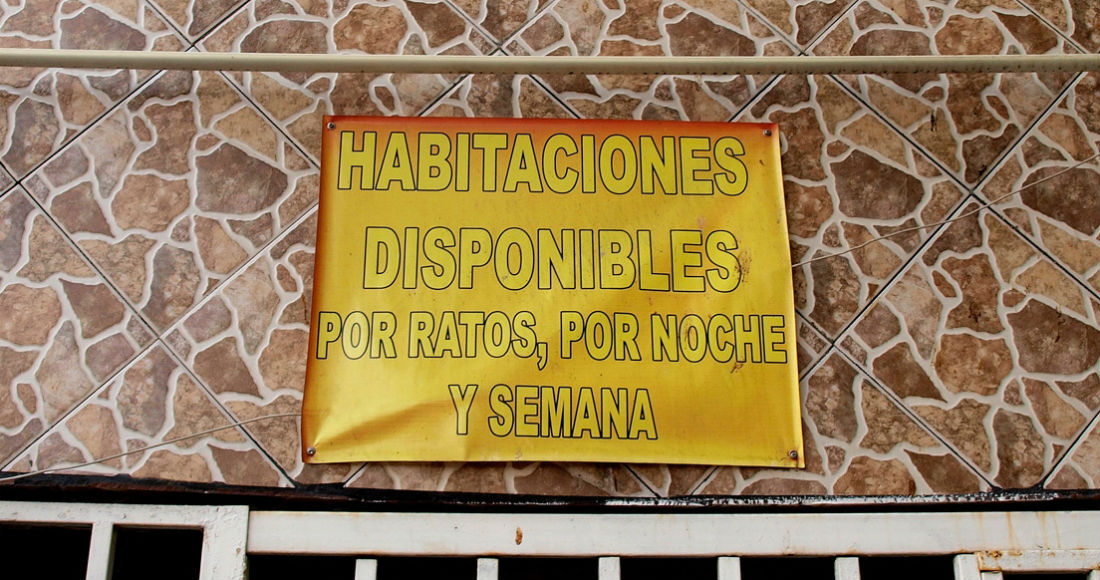 HABITACIONES
DISPONIBLES
POR RATOS, POR NOCHE
Y SEMANA